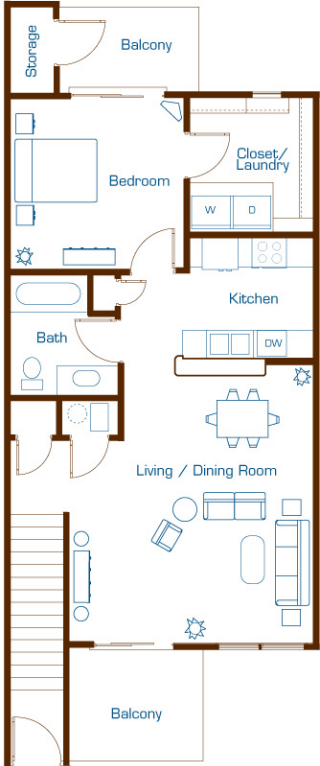 Storage
Balcony
Bedroom
Closet/
Laundry
W
D
Kitchen
DW
Bath
Living / Dining Room
Balcony